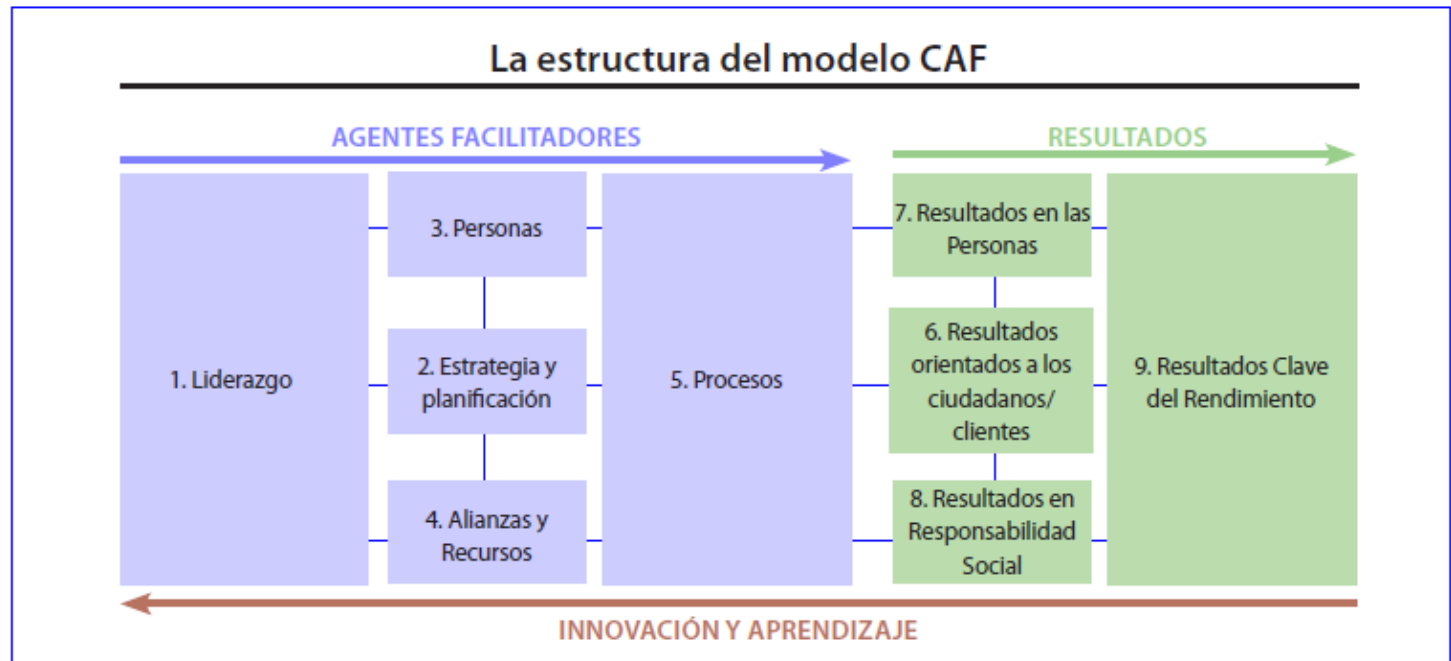 La estructura del modelo CAF
AGENTES FACILITADORES
RESULTADOS
1. Liderazgo
3. Personas
2. Estrategia y
planificación
4. Alianzas y
Recursos
5. Procesos
7. Resultados en las
Personas
6. Resultados
orientados a los
ciudadanos/
clientes
8. Resultados en
Responsabilidad
Social
9. Resultados Clave
del Rendimiento
INNOVACIÓN Y APRENDIZAJE